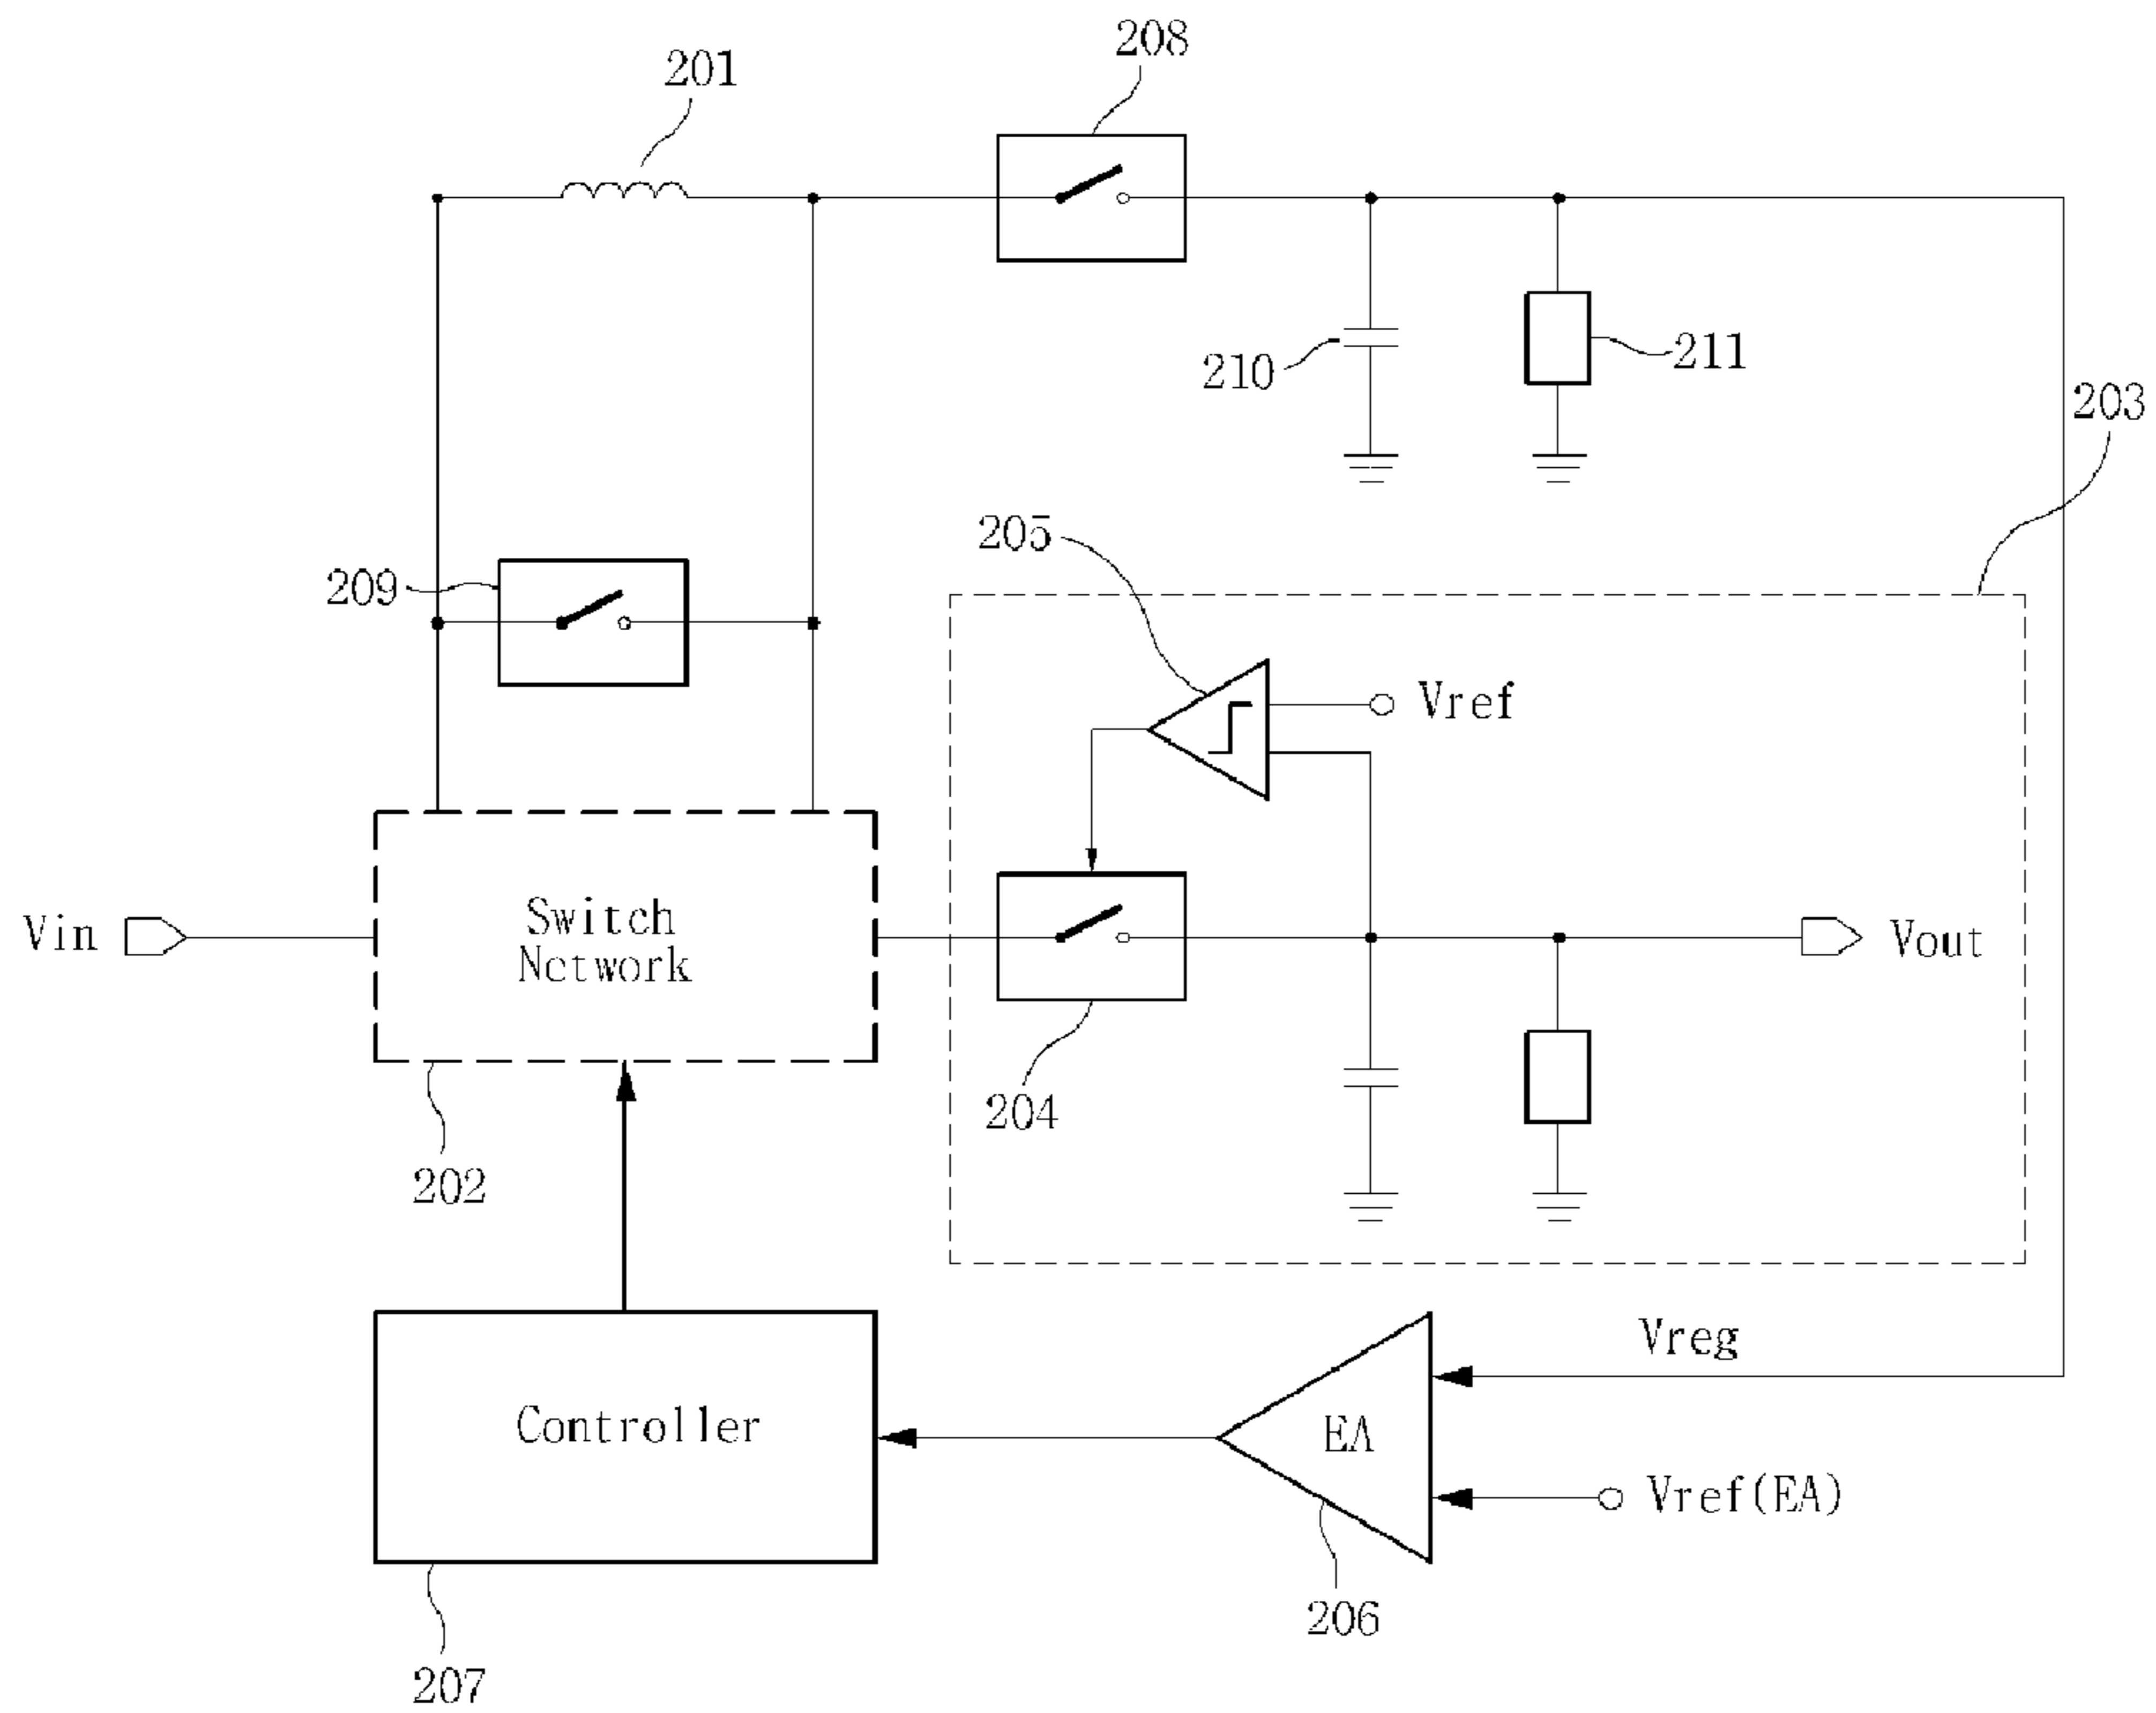 208
201
210
211
203
205
209
Vref
Vin
Switch
Network
Vout
204
202
Vreg
Controller
EA
Vref(EA)
206
207